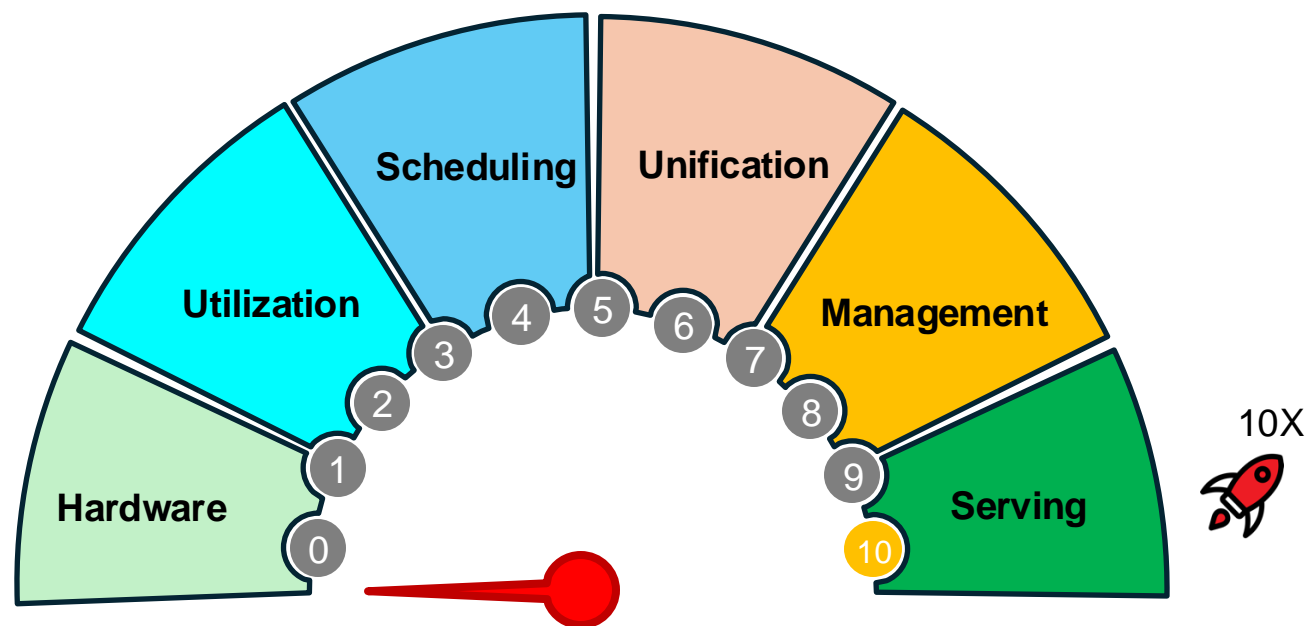 Hardware
Utilization
Scheduling
Unification
Management
Serving
0
1
2
3
4
5
6
7
8
9
10
10X